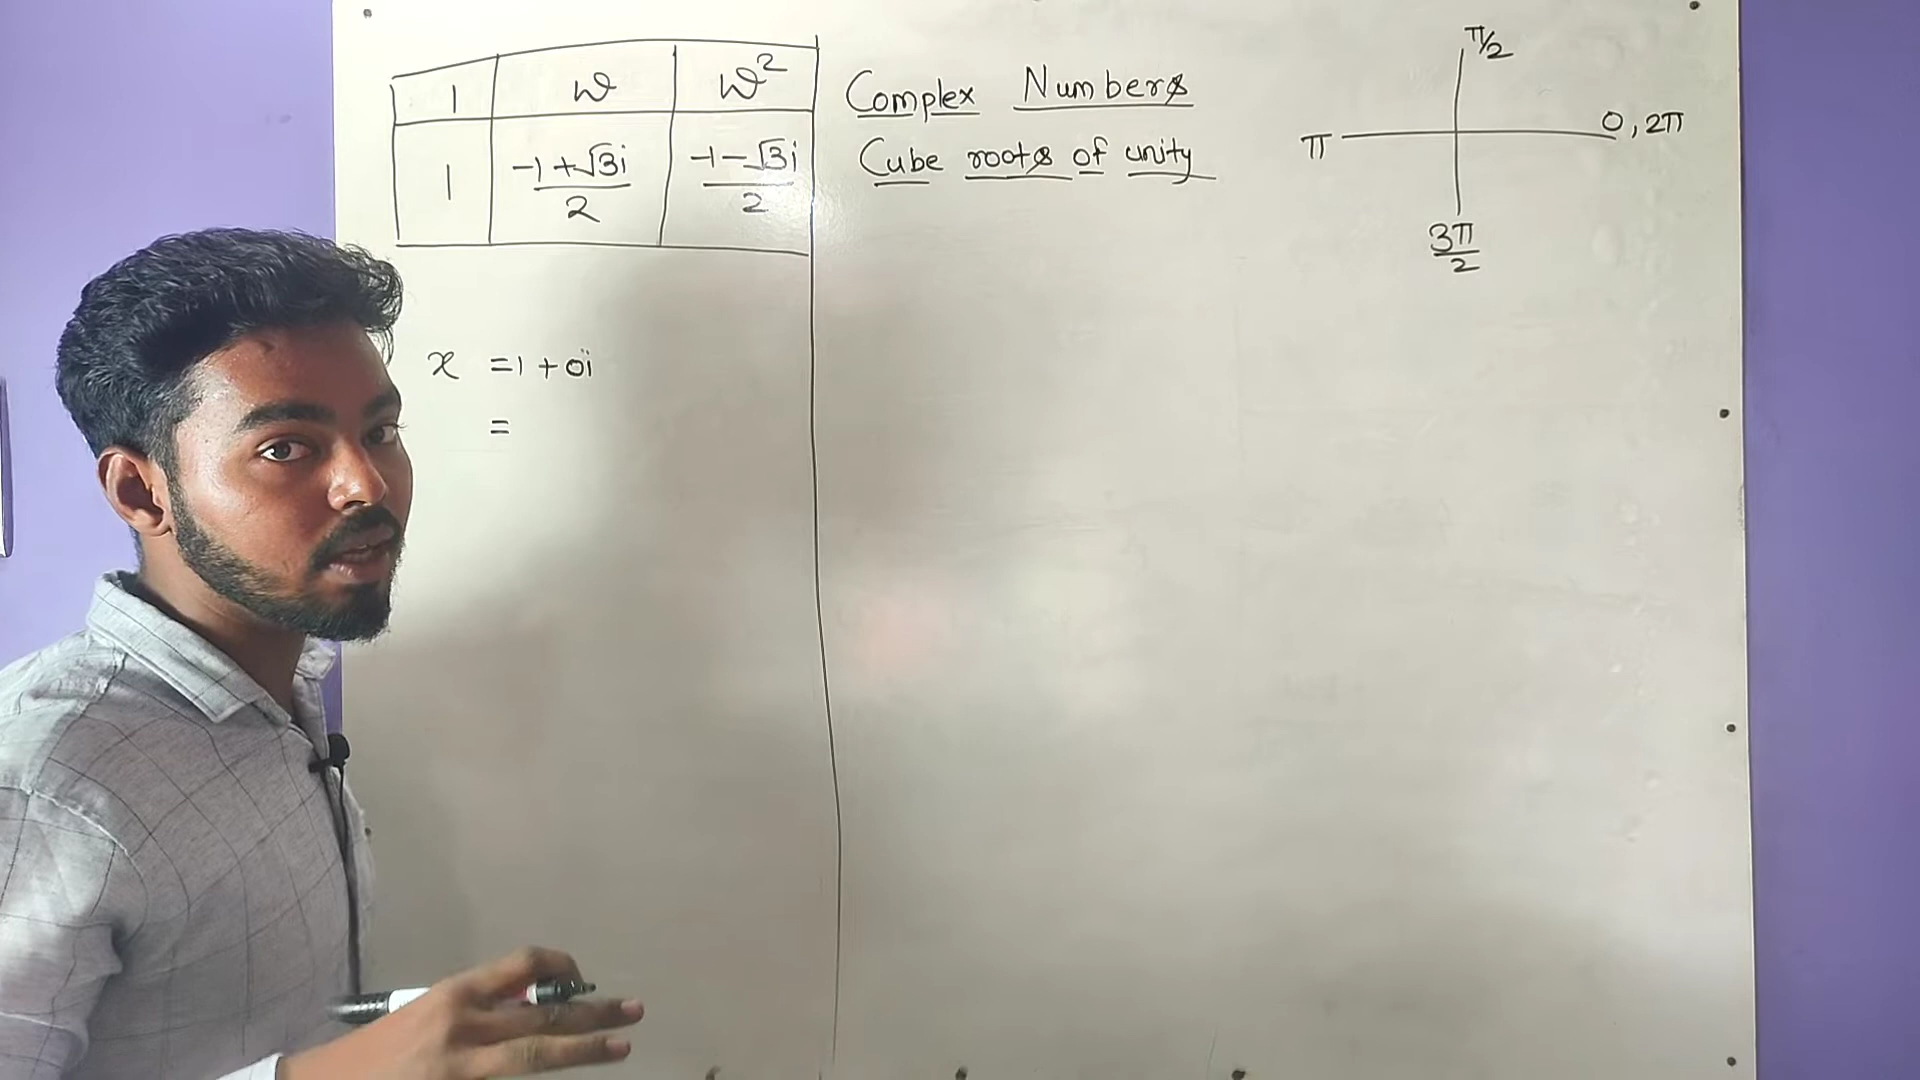 1 ω ω²
1 -1+√3i/2 -1-√3i/2
x = 1 + 0i
=
Complex Numbers
Cube roots of unity
π/2
π 0, 2π
3π/2